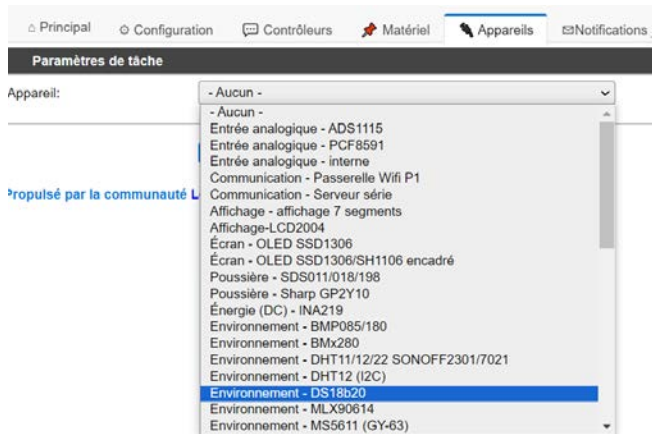 Principal Configuration Contrôleurs Matériel Appareils Notifications
Paramètres de tâche
Appareil: - Aucun -
- Aucun -
Entrée analogique - ADS1115
Entrée analogique - PCF8591
Entrée analogique - interne
Communication - Passerelle Wifi P1
Propulsé par la communauté L
Communication - Serveur série
Affichage - affichage 7 segments
Affichage-LCD2004
Écran - OLED SSD1306
Écran - OLED SSD1306/SH1106 encadré
Poussière - SDS011/018/198
Poussière - Sharp GP2Y10
Énergie (DC) - INA219
Environnement - BMP085/180
Environnement - BMx280
Environnement - DHT11/12/22 SONOFF2301/7021
Environnement - DHT12 (I2C)
Environnement - DS18b20
Environnement - MLX90614
Environnement - MS5611 (GY-63)